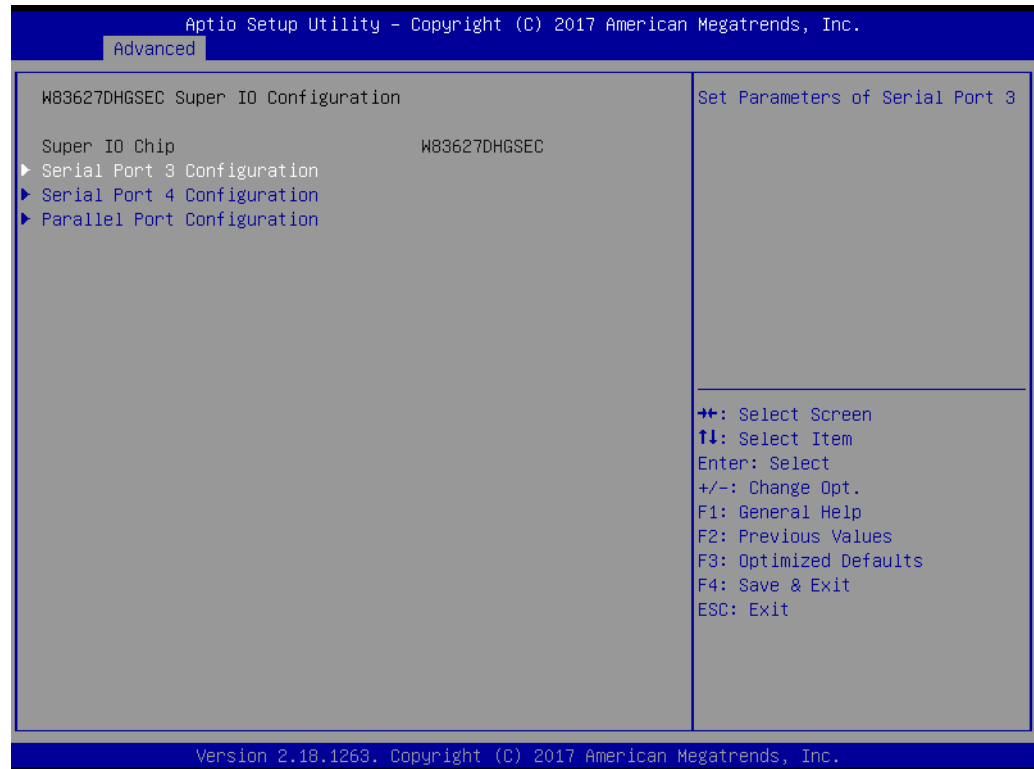 Aptio Setup Utility – Copyright (C) 2017 American Megatrends, Inc.
Advanced
W83627DHGSEC Super IO Configuration
Super IO Chip W83627DHGSEC
▶ Serial Port 3 Configuration
▶ Serial Port 4 Configuration
▶ Parallel Port Configuration
Set Parameters of Serial Port 3
→←: Select Screen
↑↓: Select Item
Enter: Select
+/-: Change Opt.
F1: General Help
F2: Previous Values
F3: Optimized Defaults
F4: Save & Exit
ESC: Exit
Version 2.18.1263. Copyright (C) 2017 American Megatrends, Inc.